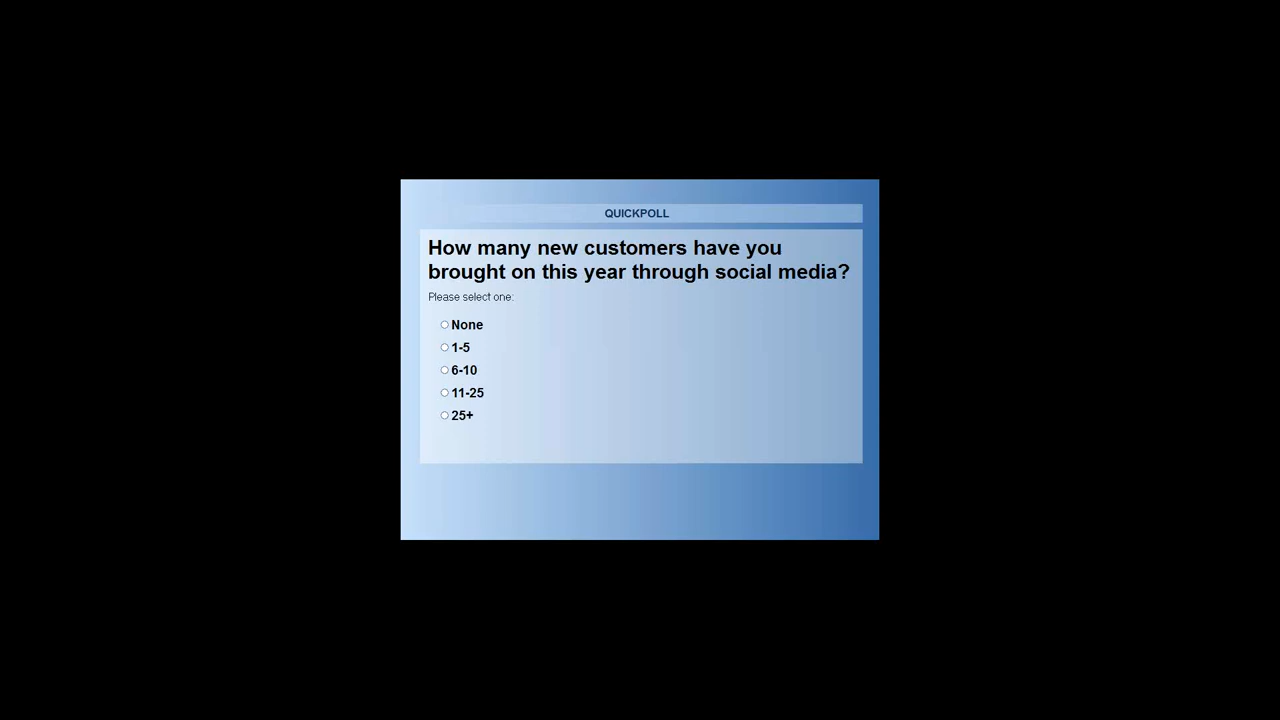 QUICKPOLL
How many new customers have you
brought on this year through social media?
Please select one:
None
1-5
6-10
11-25
25+